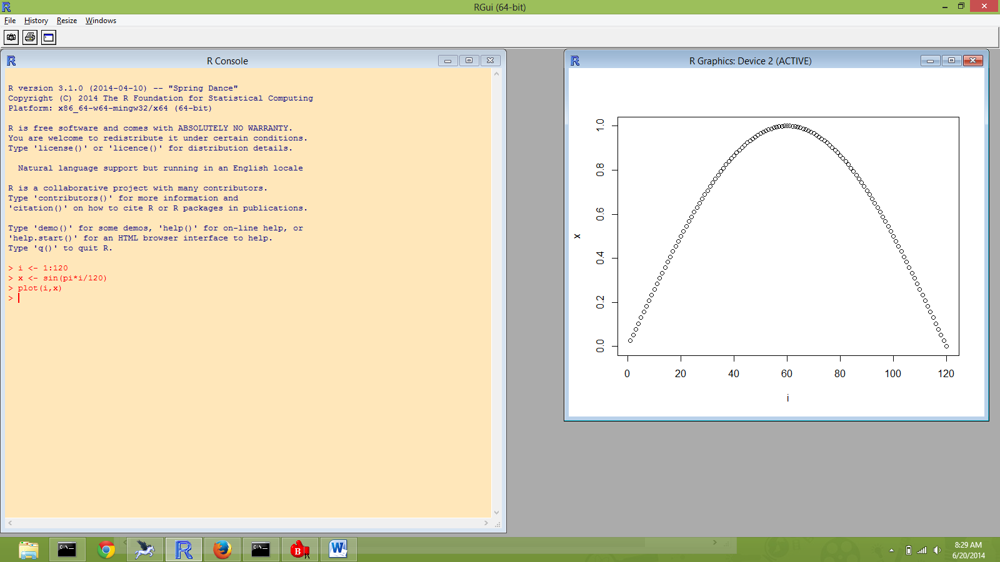 RGui (64-bit)
File History Resize Windows
R Console
R version 3.1.0 (2014-04-10) -- "Spring Dance"
Copyright (C) 2014 The R Foundation for Statistical Computing
Platform: x86_64-w64-mingw32/x64 (64-bit)
R is free software and comes with ABSOLUTELY NO WARRANTY.
You are welcome to redistribute it under certain conditions.
Type 'license()' or 'licence()' for distribution details.
Natural language support but running in an English locale
R is a collaborative project with many contributors.
Type 'contributors()' for more information and
'citation()' on how to cite R or R packages in publications.
Type 'demo()' for some demos, 'help()' for on-line help, or
'help.start()' for an HTML browser interface to help.
Type 'q()' to quit R.
> i <- 1:120
> x <- sin(pi*i/120)
> plot(i,x)
>
R Graphics: Device 2 (ACTIVE)
1.0
0.8
0.6
0.4
0.2
0.0
x
0 20 40 60 80 100 120
i
C:\_
C:\_
B
W
8:29 AM
6/20/2014